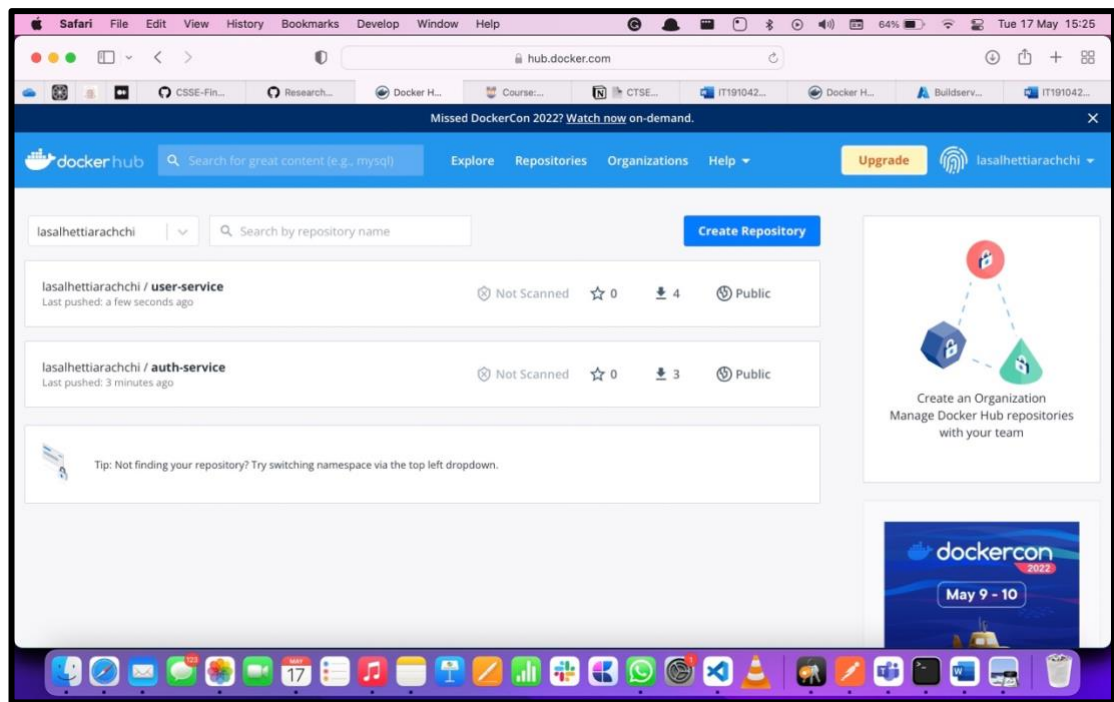 Safari File Edit View History Bookmarks Develop Window Help 64% Tue 17 May 15:25
hub.docker.com
CSSE-Fin... Research... Docker H... Course:... CTSE... IT191042... Docker H... Buildserv... IT191042...
Missed DockerCon 2022? Watch now on-demand.
dockerhub Search for great content (e.g., mysql) Explore Repositories Organizations Help Upgrade lasalhettiarachchi
lasalhettiarachchi Search by repository name Create Repository
lasalhettiarachchi / user-service
Last pushed: a few seconds ago
Not Scanned 0 4 Public
lasalhettiarachchi / auth-service
Last pushed: 3 minutes ago
Not Scanned 0 3 Public
Tip: Not finding your repository? Try switching namespace via the top left dropdown.
Create an Organization
Manage Docker Hub repositories
with your team
dockercon
2022
May 9 - 10
123
MAY
17
1